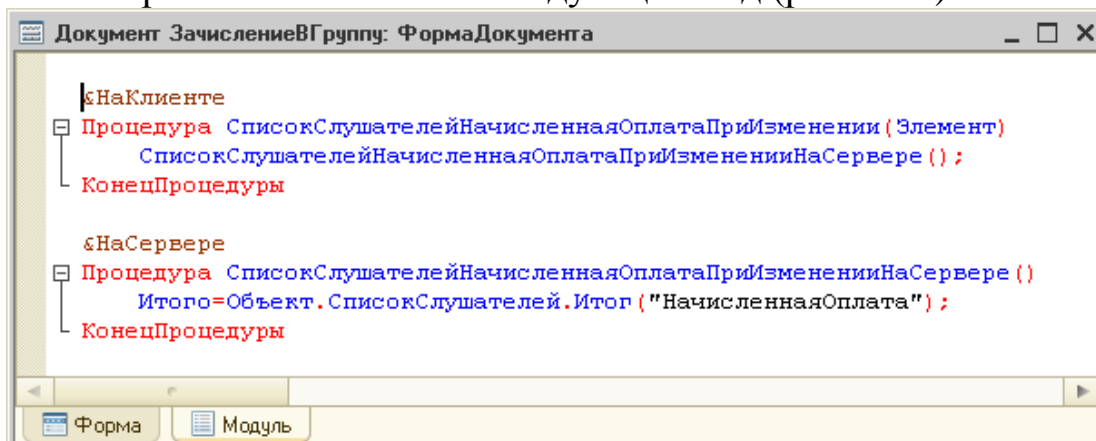 Документ ЗачислениеВГруппу: ФормаДокумента
&НаКлиенте
Процедура СписокСлушателейНачисленнаяОплатаПриИзменении(Элемент)
СписокСлушателейНачисленнаяОплатаПриИзмененииНаСервере();
КонецПроцедуры
&НаСервере
Процедура СписокСлушателейНачисленнаяОплатаПриИзмененииНаСервере()
Итого=Объект.СписокСлушателей.Итог("НачисленнаяОплата");
КонецПроцедуры
Форма Модуль